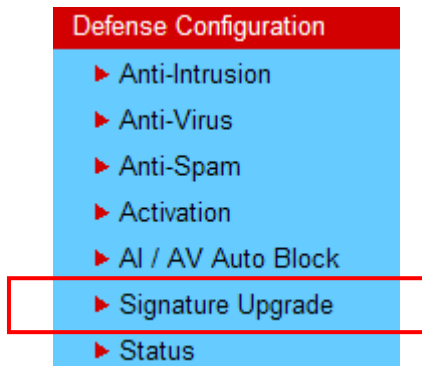 Defense Configuration
Anti-Intrusion
Anti-Virus
Anti-Spam
Activation
AI / AV Auto Block
Signature Upgrade
Status